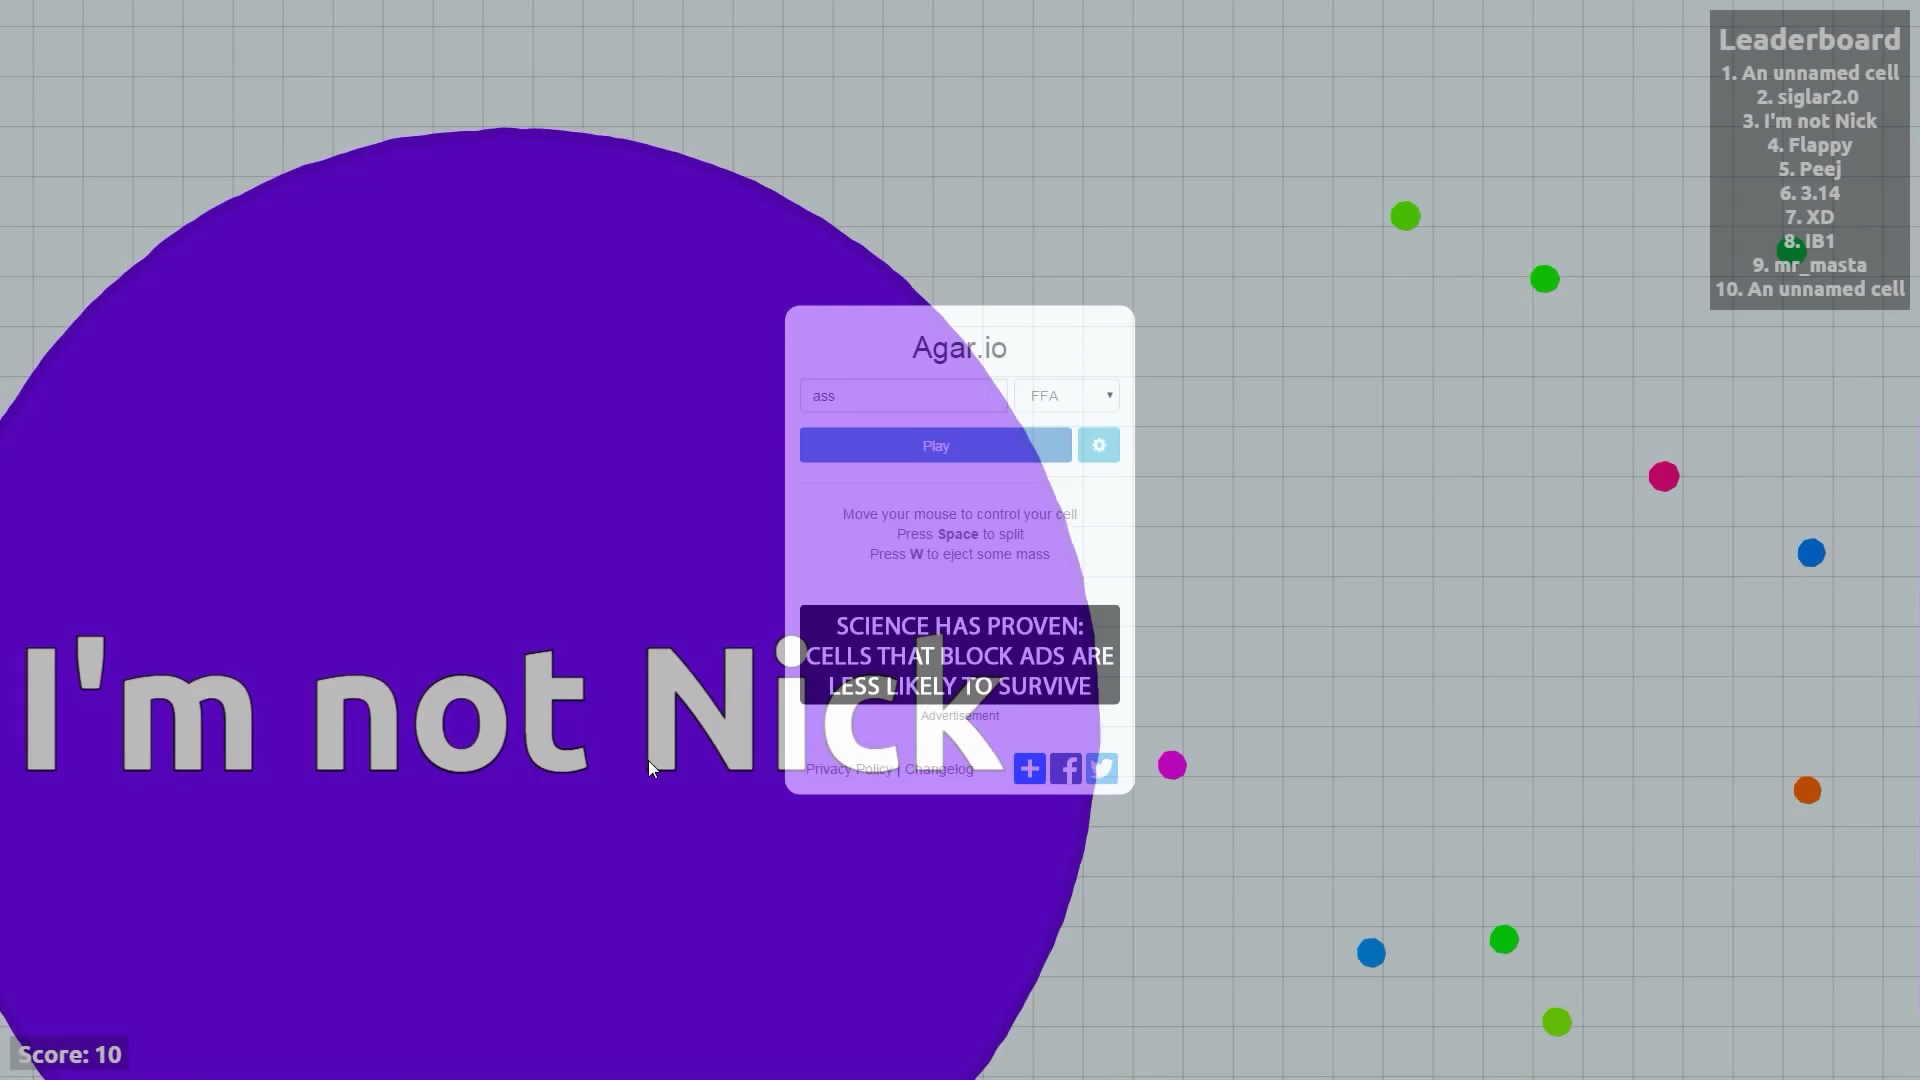 Leaderboard
1. An unnamed cell
2. siglar2.0
3. I'm not Nick
4. Flappy
5. Peej
6. 3.14
7. XD
8. IB1
9. mr_masta
10. An unnamed cell
Agar.io
ass
FFA
Play
Move your mouse to control your cell
Press Space to split
Press W to eject some mass
SCIENCE HAS PROVEN:
CELLS THAT BLOCK ADS ARE
LESS LIKELY TO SURVIVE
Advertisement
I'm not Nick
Privacy Policy | Changelog
Score: 10